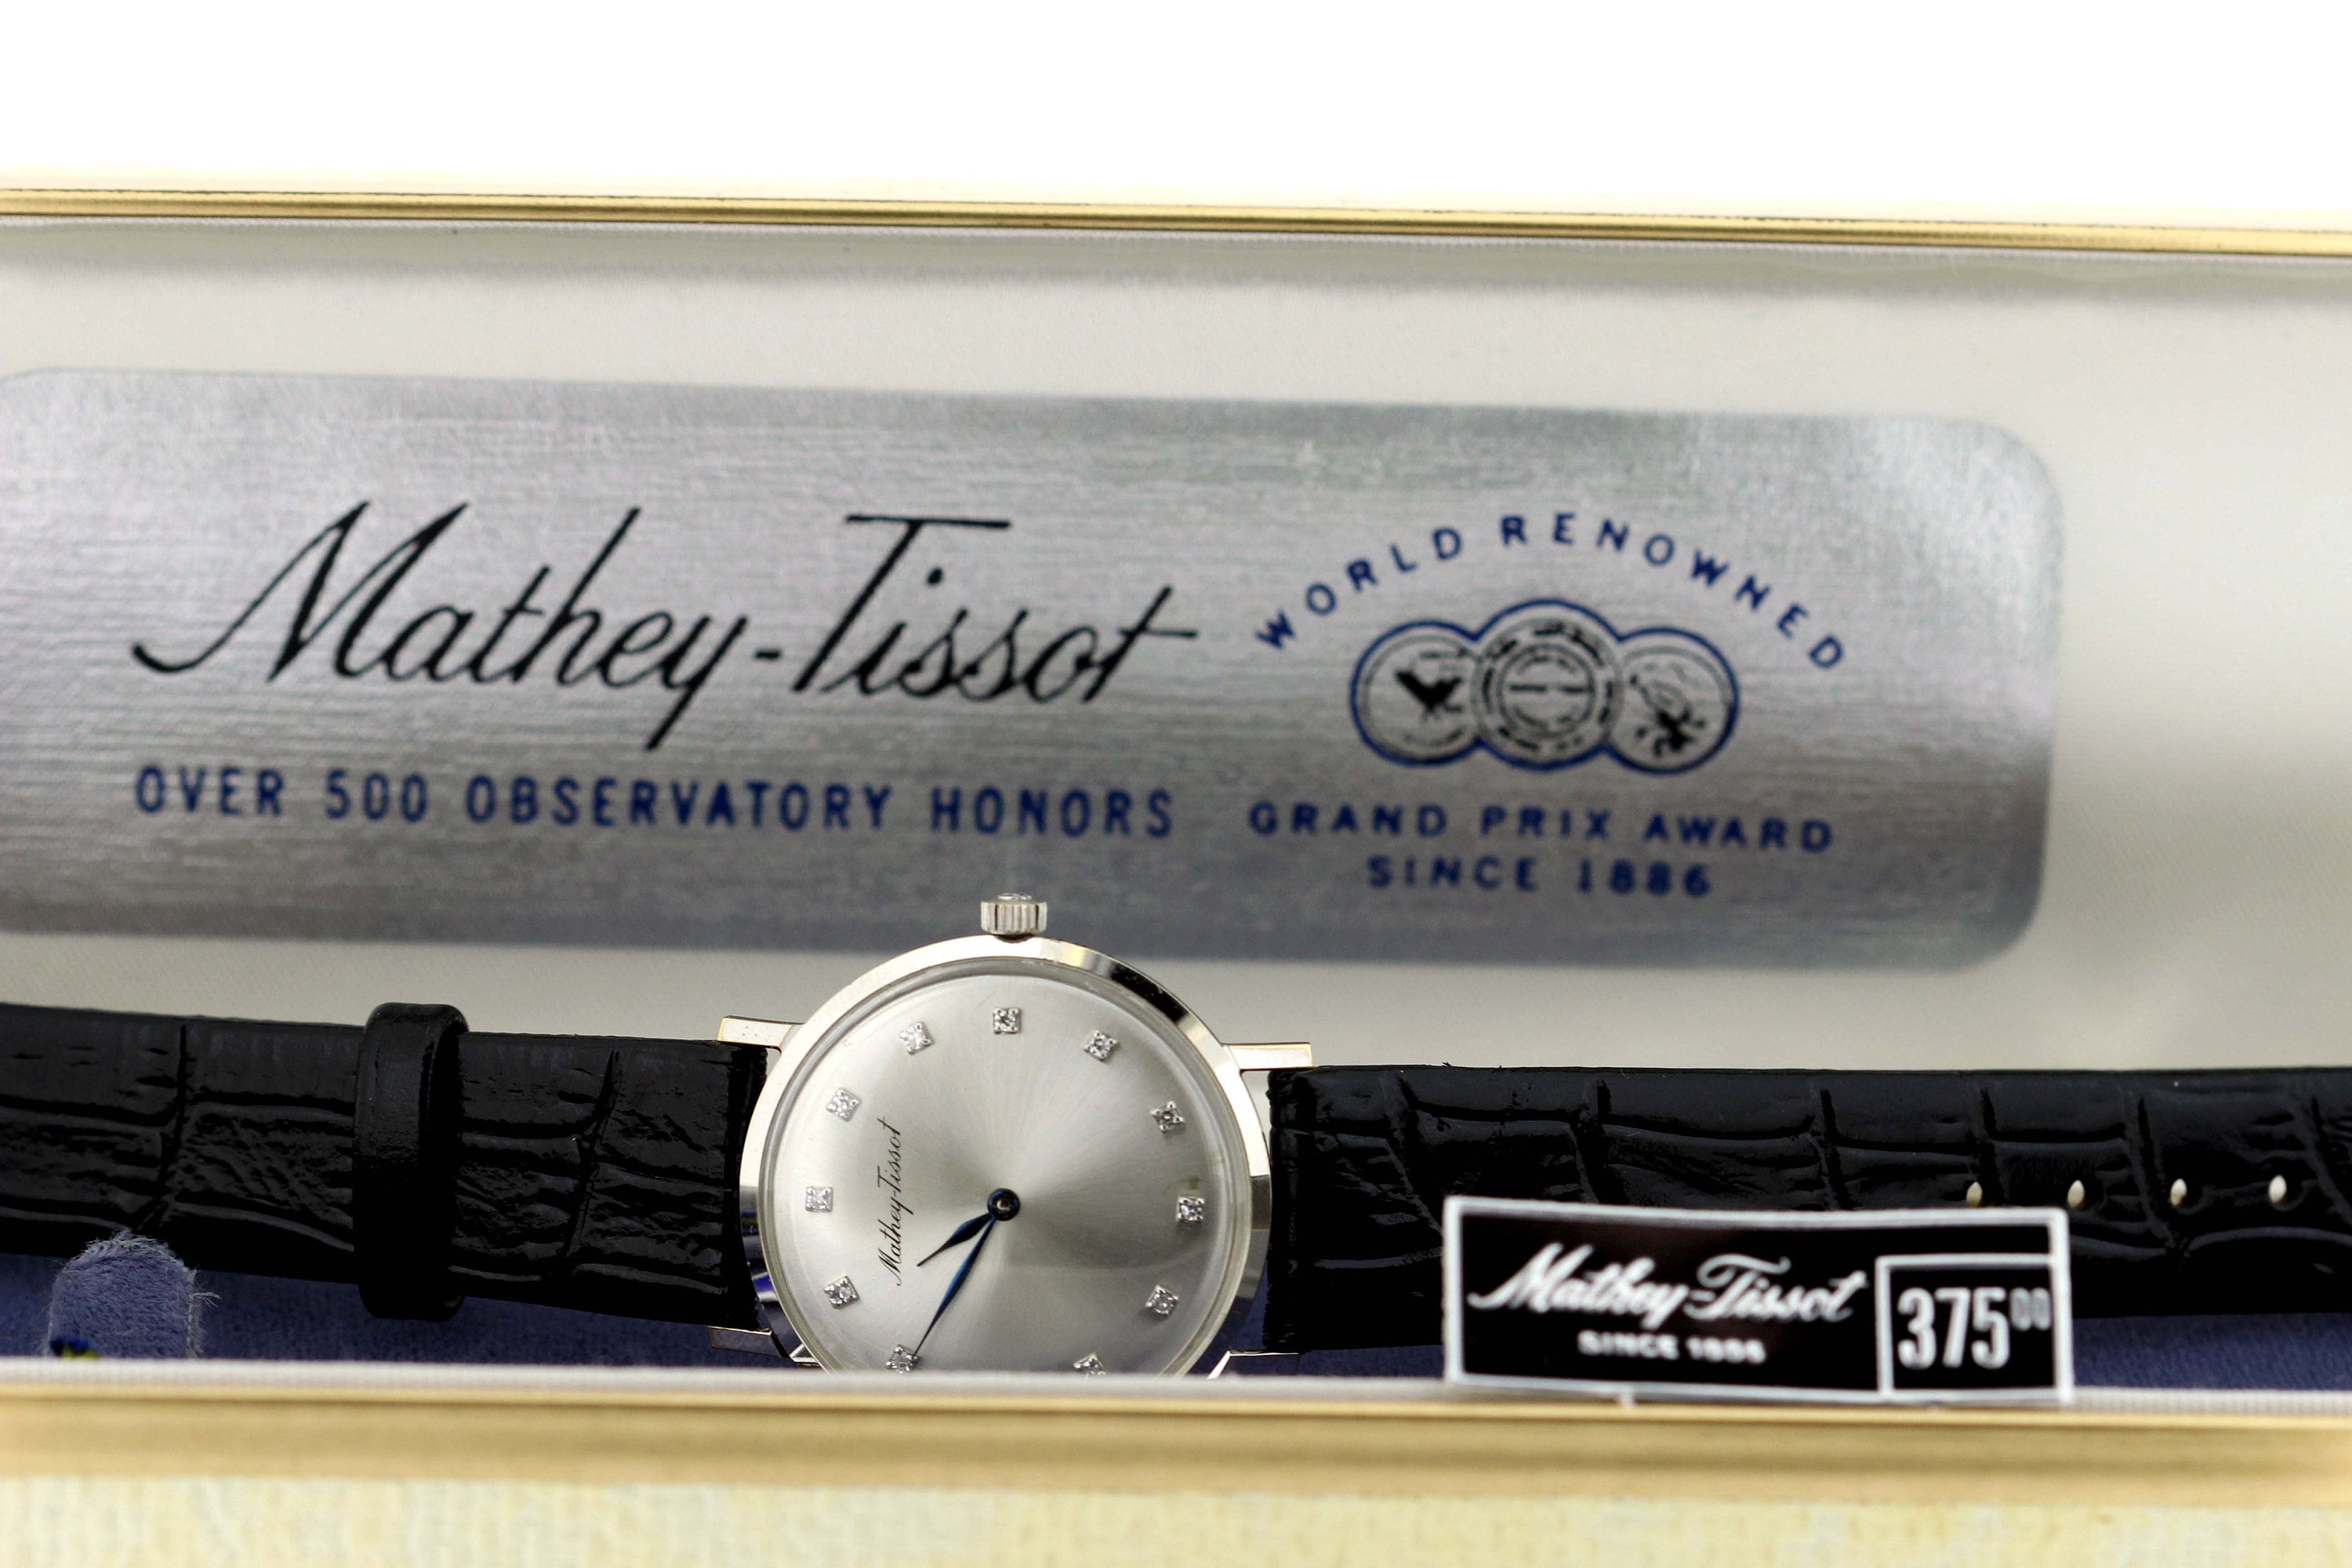 Mathey-Tissot
OVER 500 OBSERVATORY HONORS
WORLD RENOWNED
GRAND PRIX AWARD
SINCE 1886
Mathey-Tissot
Mathey-Tissot
SINCE 1886
375 00